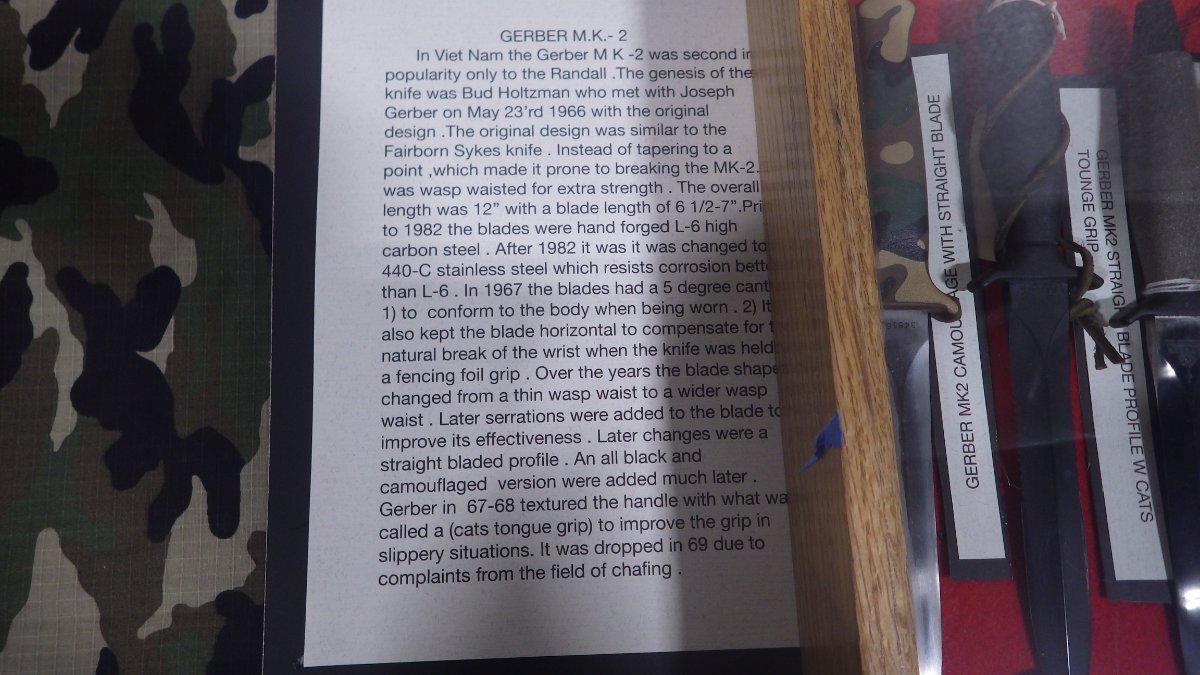 GERBER M.K.- 2
In Viet Nam the Gerber M K -2 was second in
popularity only to the Randall .The genesis of the
knife was Bud Holtzman who met with Joseph
Gerber on May 23'rd 1966 with the original
design .The original design was similar to the
Fairborn Sykes knife . Instead of tapering to a
point ,which made it prone to breaking the MK-2.
was wasp waisted for extra strength . The overall
length was 12” with a blade length of 6 1/2-7”.Pri
to 1982 the blades were hand forged L-6 high
carbon steel . After 1982 it was it was changed to
440-C stainless steel which resists corrosion bett
than L-6 . In 1967 the blades had a 5 degree cant
1) to conform to the body when being worn . 2) It
also kept the blade horizontal to compensate for t
natural break of the wrist when the knife was held
a fencing foil grip . Over the years the blade shape
changed from a thin wasp waist to a wider wasp
waist . Later serrations were added to the blade to
improve its effectiveness . Later changes were a
straight bladed profile . An all black and
camouflaged version were added much later .
Gerber in 67-68 textured the handle with what wa
called a (cats tongue grip) to improve the grip in
slippery situations. It was dropped in 69 due to
complaints from the field of chafing .
GERBER MK2 CAMOUFLAGE WITH STRAIGHT BLADE
GERBER MK2 STRAIGHT BLADE PROFILE W CATS
TOUNGE GRIP